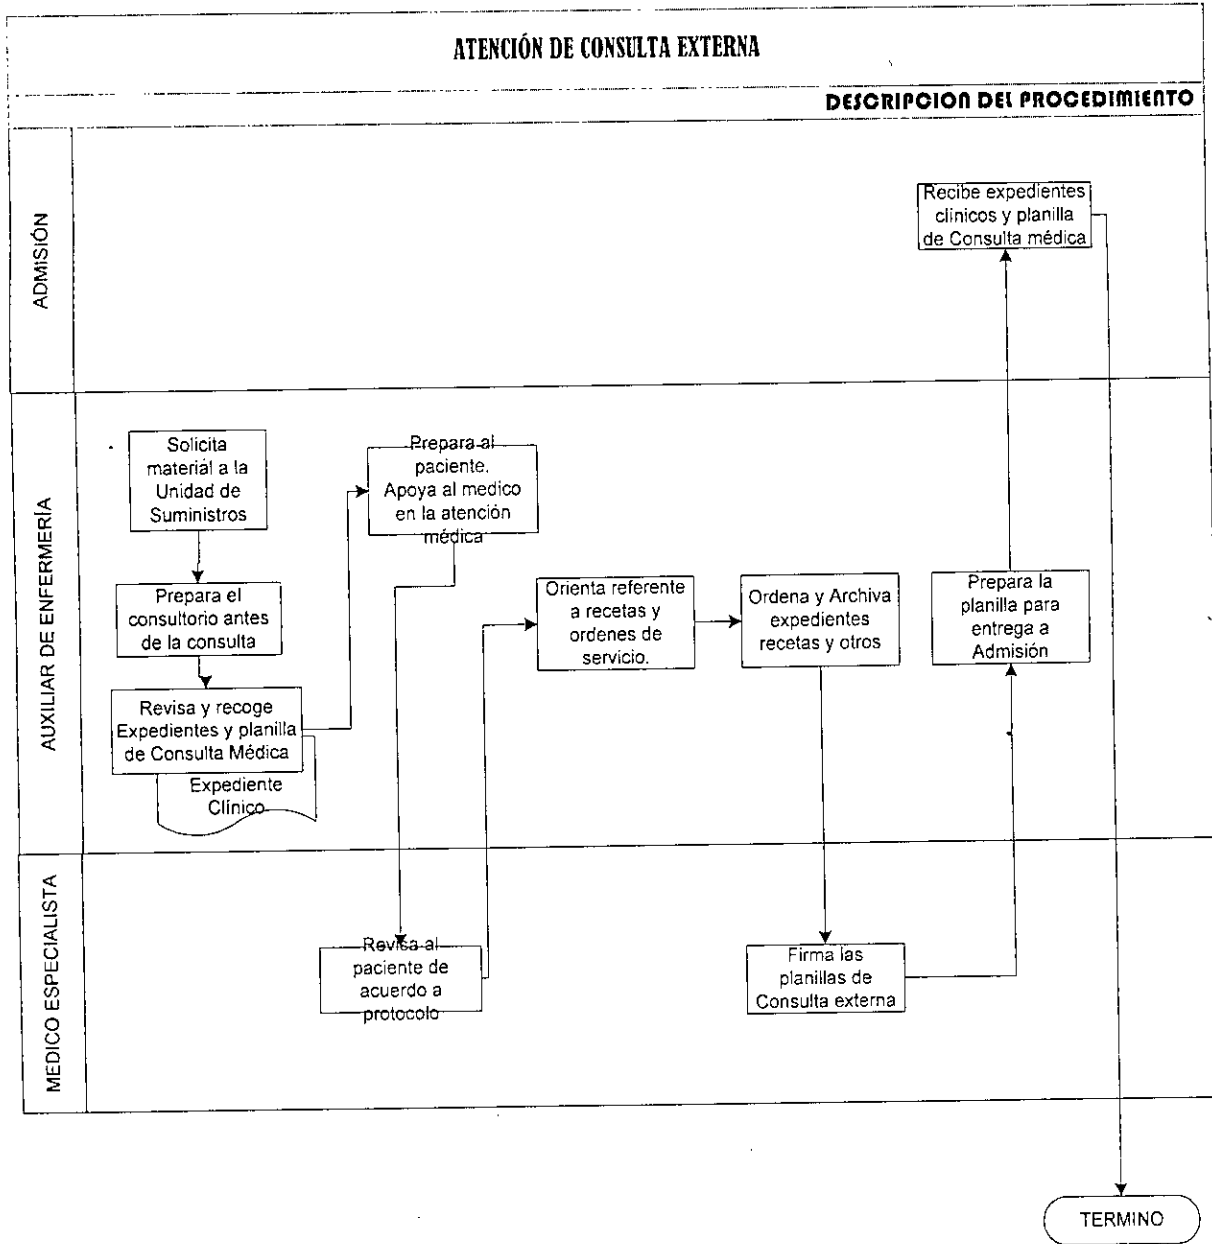 ATENCIÓN DE CONSULTA EXTERNA
DESCRIPCION DEL PROCEDIMIENTO
ADMISIÓN
Recibe expedientes
clínicos y planilla
de Consulta médica
AUXILIAR DE ENFERMERÍA
Solicita
material a la
Unidad de
Suministros
Prepara el
consultorio antes
de la consulta
Revisa y recoge
Expedientes y planilla
de Consulta Médica
Expediente
Clínico
Prepara al
paciente.
Apoya al medico
en la atención
médica
Orienta referente
a recetas y
ordenes de
servicio.
Ordena y Archiva
expedientes
recetas y otros
Prepara la
planilla para
entrega a
Admisión
MEDICO ESPECIALISTA
Revisa al
paciente de
acuerdo a
protocolo
Firma las
planillas de
Consulta externa
TERMINO